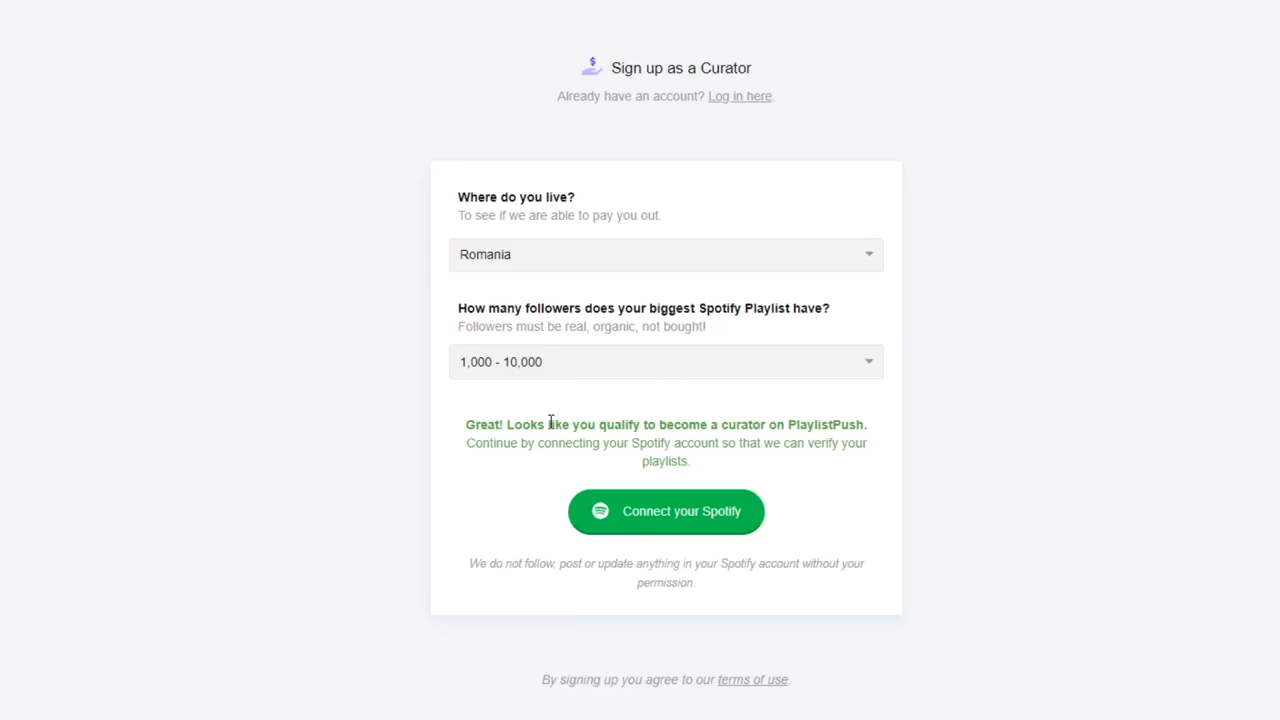 Sign up as a Curator
Already have an account? Log in here.
Where do you live?
To see if we are able to pay you out.
Romania
How many followers does your biggest Spotify Playlist have?
Followers must be real, organic, not bought!
1,000 - 10,000
Great! Looks like you qualify to become a curator on PlaylistPush.
Continue by connecting your Spotify account so that we can verify your
playlists.
Connect your Spotify
We do not follow, post or update anything in your Spotify account without your
permission.
By signing up you agree to our terms of use.